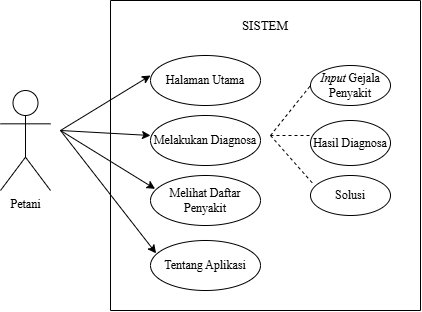 SISTEM
Halaman Utama
Input Gejala
Penyakit
Melakukan Diagnosa
Hasil Diagnosa
Melihat Daftar
Penyakit
Solusi
Petani
Tentang Aplikasi